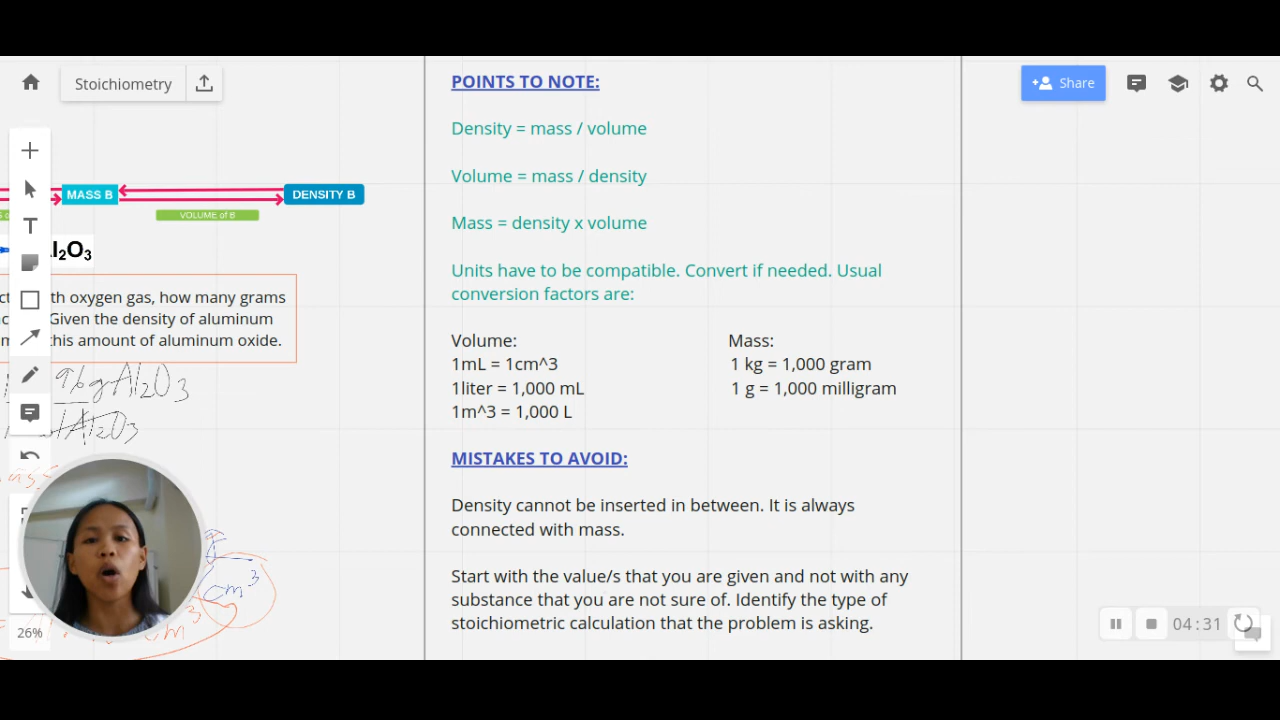 Stoichiometry
Share
MASS B
DENSITY B
VOLUME of B
l₂O₃
th oxygen gas, how many grams
Given the density of aluminum
this amount of aluminum oxide.
96g Al2O3
Al2O3
cm³
26%
POINTS TO NOTE:
Density = mass / volume
Volume = mass / density
Mass = density x volume
Units have to be compatible. Convert if needed. Usual
conversion factors are:
Volume:
1mL = 1cm^3
1liter = 1,000 mL
1m^3 = 1,000 L
Mass:
1 kg = 1,000 gram
1 g = 1,000 milligram
MISTAKES TO AVOID:
Density cannot be inserted in between. It is always
connected with mass.
Start with the value/s that you are given and not with any
substance that you are not sure of. Identify the type of
stoichiometric calculation that the problem is asking.
04:31